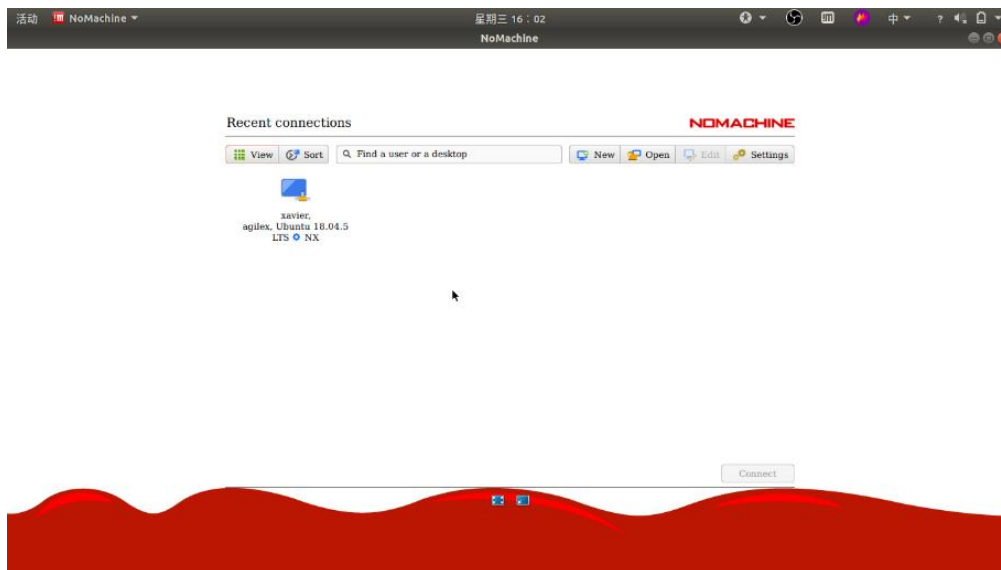 活动 NoMachine 星期三 16：02 中 ?
NoMachine
Recent connections NOMACHINE
View Sort Find a user or a desktop New Open Edit Settings
xavier,
agilex, Ubuntu 18.04.5
LTS NX
Connect